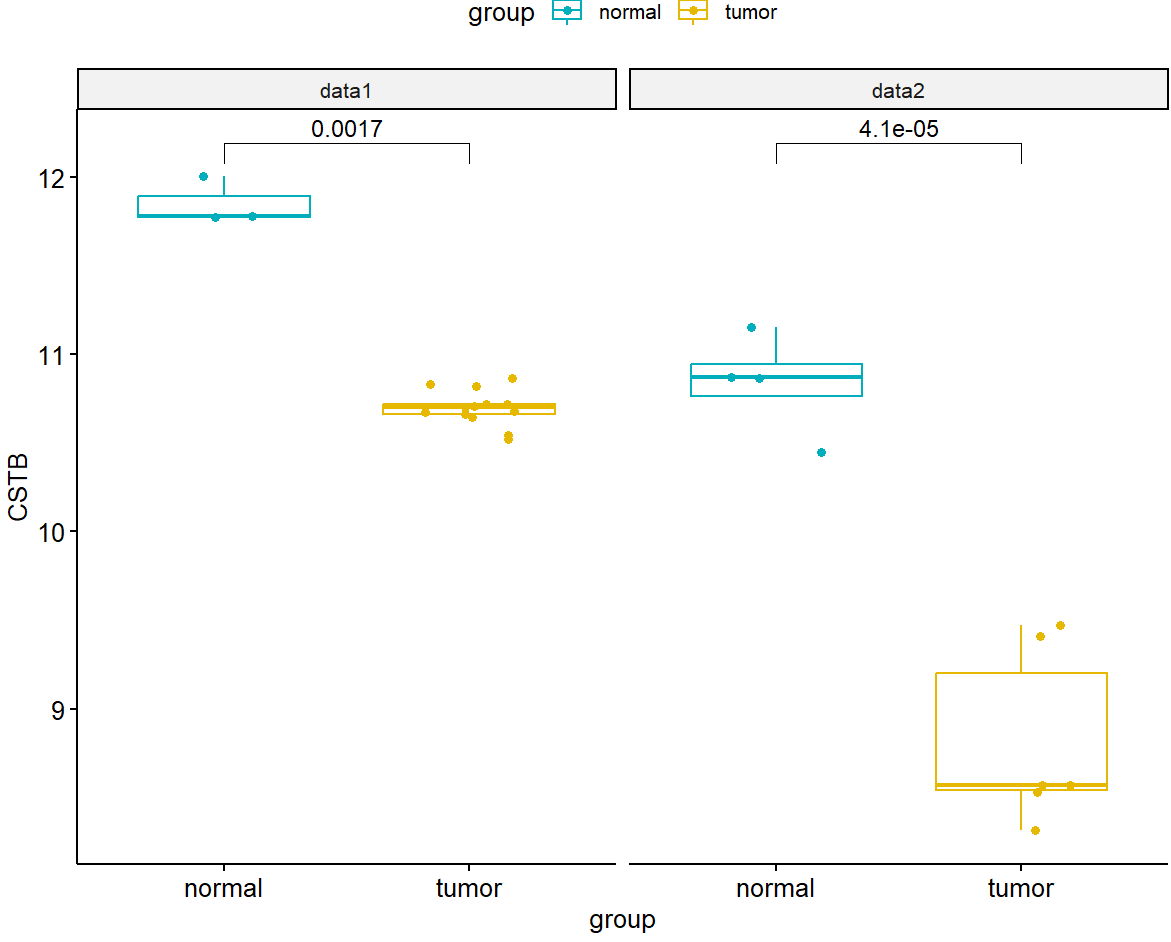 group normal tumor
data1 data2
0.0017 4.1e-05
12
11
10
9
CSTB
normal tumor normal tumor
group